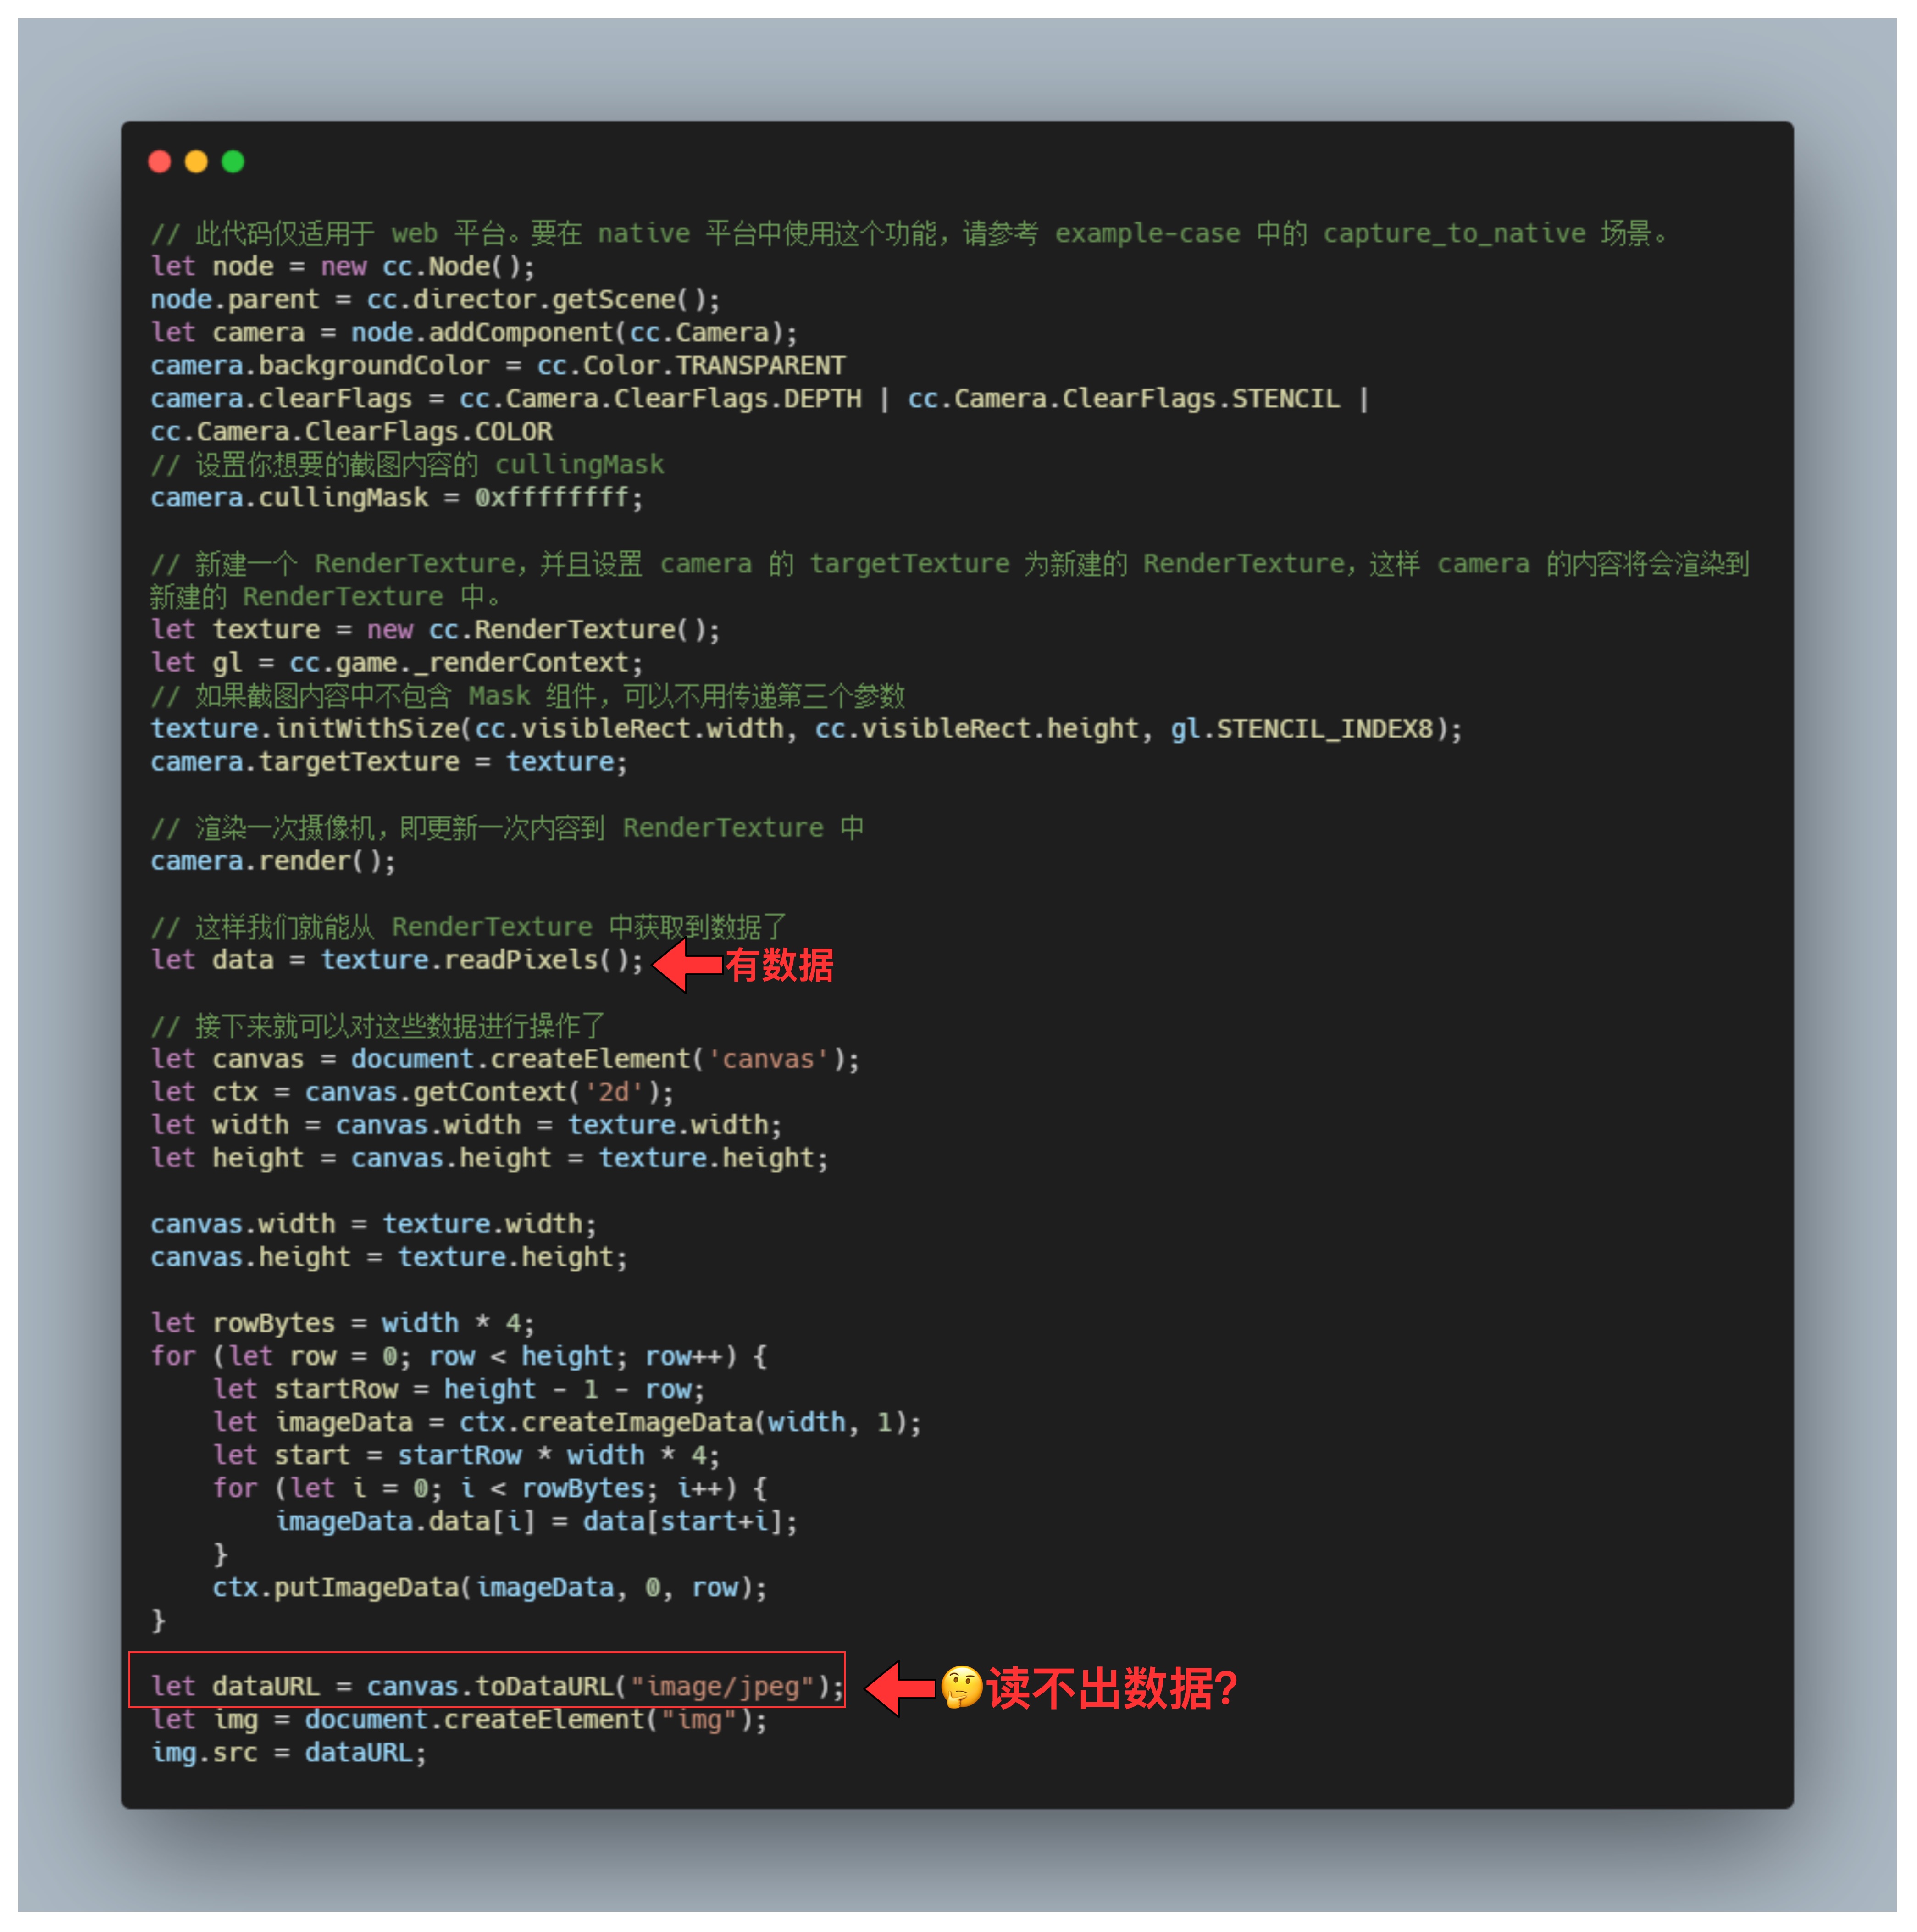 // 此代码仅适用于 web 平台。要在 native 平台中使用这个功能，请参考 example-case 中的 capture_to_native 场景。
let node = new cc.Node();
node.parent = cc.director.getScene();
let camera = node.addComponent(cc.Camera);
camera.backgroundColor = cc.Color.TRANSPARENT
camera.clearFlags = cc.Camera.ClearFlags.DEPTH | cc.Camera.ClearFlags.STENCIL |
cc.Camera.ClearFlags.COLOR
// 设置你想要的截图内容的 cullingMask
camera.cullingMask = 0xffffffff;
// 新建一个 RenderTexture，并且设置 camera 的 targetTexture 为新建的 RenderTexture，这样 camera 的内容将会渲染到
新建的 RenderTexture 中。
let texture = new cc.RenderTexture();
let gl = cc.game._renderContext;
// 如果截图内容中不包含 Mask 组件，可以不用传递第三个参数
texture.initWithSize(cc.visibleRect.width, cc.visibleRect.height, gl.STENCIL_INDEX8);
camera.targetTexture = texture;
// 渲染一次摄像机，即更新一次内容到 RenderTexture 中
camera.render();
// 这样我们就能从 RenderTexture 中获取到数据了
let data = texture.readPixels(); 有数据
// 接下来就可以对这些数据进行操作了
let canvas = document.createElement('canvas');
let ctx = canvas.getContext('2d');
let width = canvas.width = texture.width;
let height = canvas.height = texture.height;
canvas.width = texture.width;
canvas.height = texture.height;
let rowBytes = width * 4;
for (let row = 0; row < height; row++) {
    let startRow = height - 1 - row;
    let imageData = ctx.createImageData(width, 1);
    let start = startRow * width * 4;
    for (let i = 0; i < rowBytes; i++) {
        imageData.data[i] = data[start+i];
    }
    ctx.putImageData(imageData, 0, row);
}
let dataURL = canvas.toDataURL("image/jpeg"); 🤔读不出数据?
let img = document.createElement("img");
img.src = dataURL;